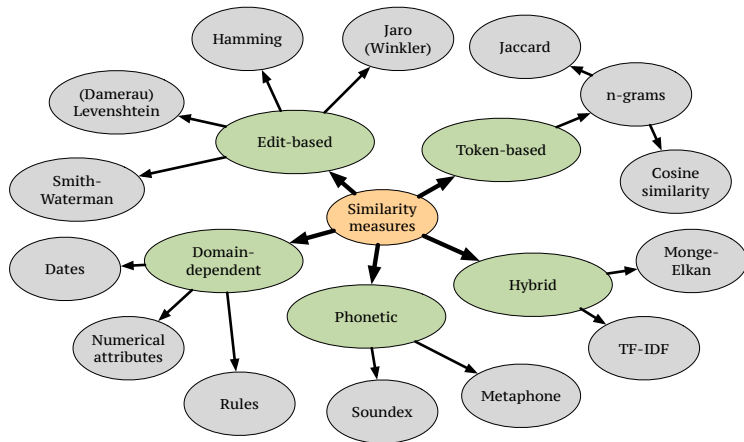 Hamming
Jaro
(Winkler)
Jaccard
n-grams
(Damerau)
Levenshtein
Edit-based
Token-based
Cosine
similarity
Smith-
Waterman
Similarity
measures
Domain-
dependent
Dates
Monge-
Elkan
Hybrid
Phonetic
Numerical
attributes
TF-IDF
Rules
Soundex
Metaphone